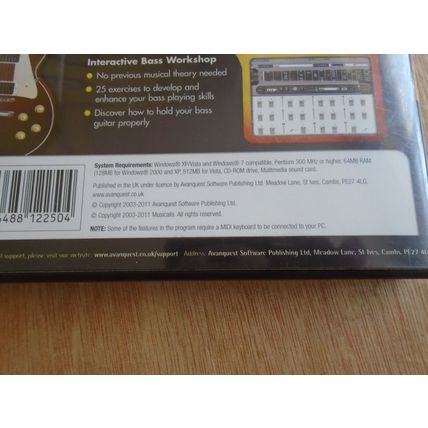 Interactive Bass Workshop
• No previous musical theory needed
• 25 exercises to develop and
enhance your bass playing skills
• Discover how to hold your bass
guitar properly
System Requirements: Windows® XP/Vista and Windows® 7 compatible, Pentium 300 MHz or higher, 64MB RAM
(128MB for Windows® 2000 and XP, 512MB for Vista, CD-ROM drive, Multimedia sound card.
Published in the UK under licence by Avanquest Software Publishing Ltd. Meadow Lane, St Ives, Cambs, PE27 4LG.
www.avanquest.co.uk
© Copyright 2003-2011 Avanquest Software Publishing Ltd.
© Copyright 2003-2011 Musicalis. All rights reserved.
NOTE: Some of the features in the program require a MIDI keyboard to be connected to your PC.
6488 122504
support, please visit our website: www.avanquest.co.uk/support Address: Avanquest Software Publishing Ltd, Meadow Lane, St Ives, Cambs, PE27 4LG